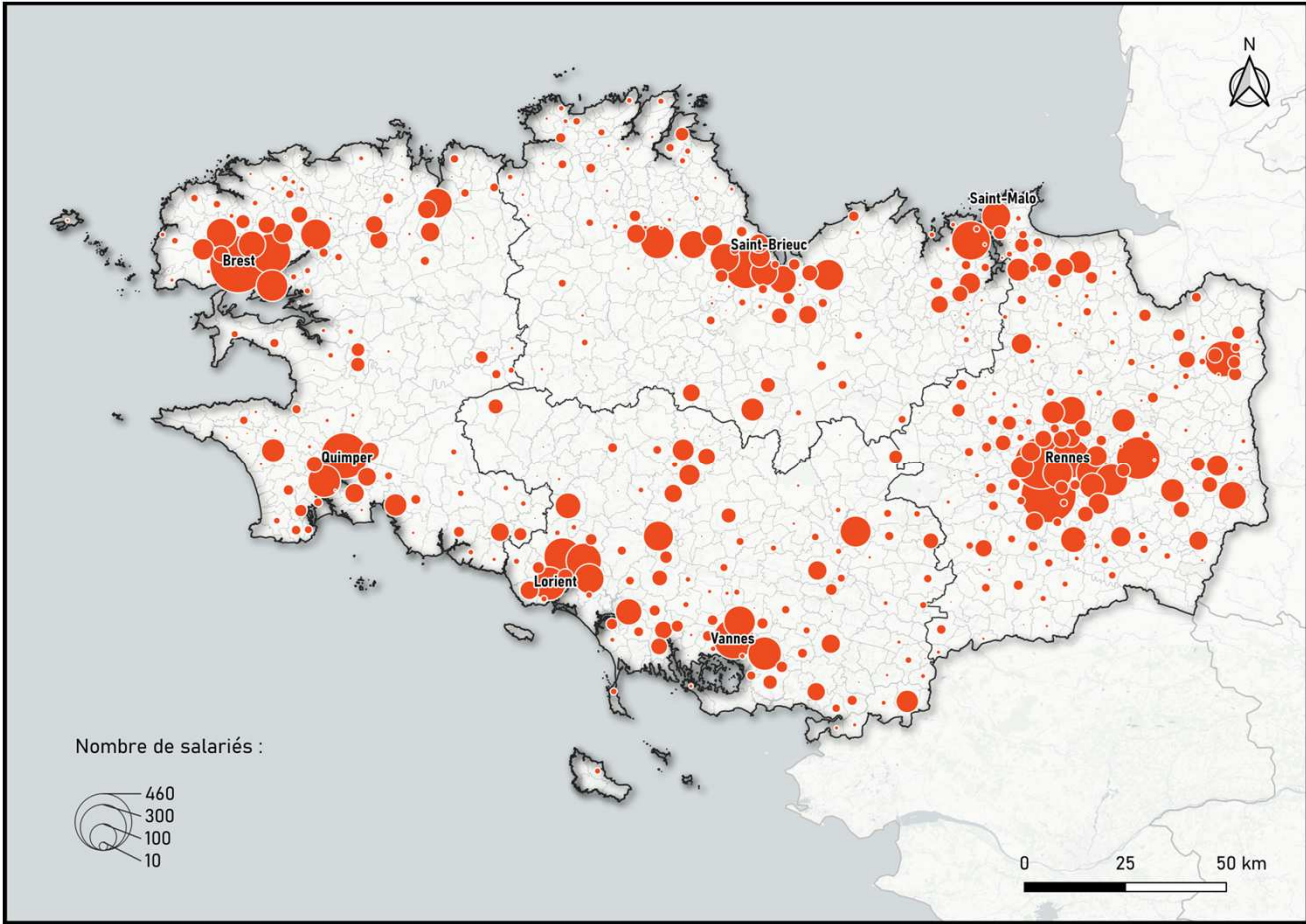 N
Saint-Malo
Saint-Brieuc
Brest
Quimper
Rennes
Lorient
Vannes
Nombre de salariés :
460
300
100
10
0 25 50 km